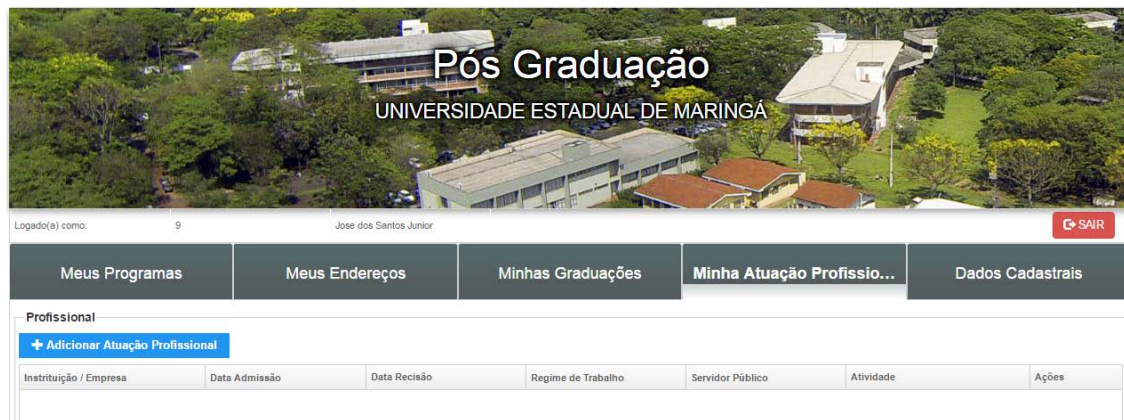 Pós Graduação
UNIVERSIDADE ESTADUAL DE MARINGÁ
Logado(a) como: 9 Jose dos Santos Junior SAIR
Meus Programas Meus Endereços Minhas Graduações Minha Atuação Profissio... Dados Cadastrais
Profissional
Adicionar Atuação Profissional
Instrituição / Empresa Data Admissão Data Recisão Regime de Trabalho Servidor Público Atividade Ações